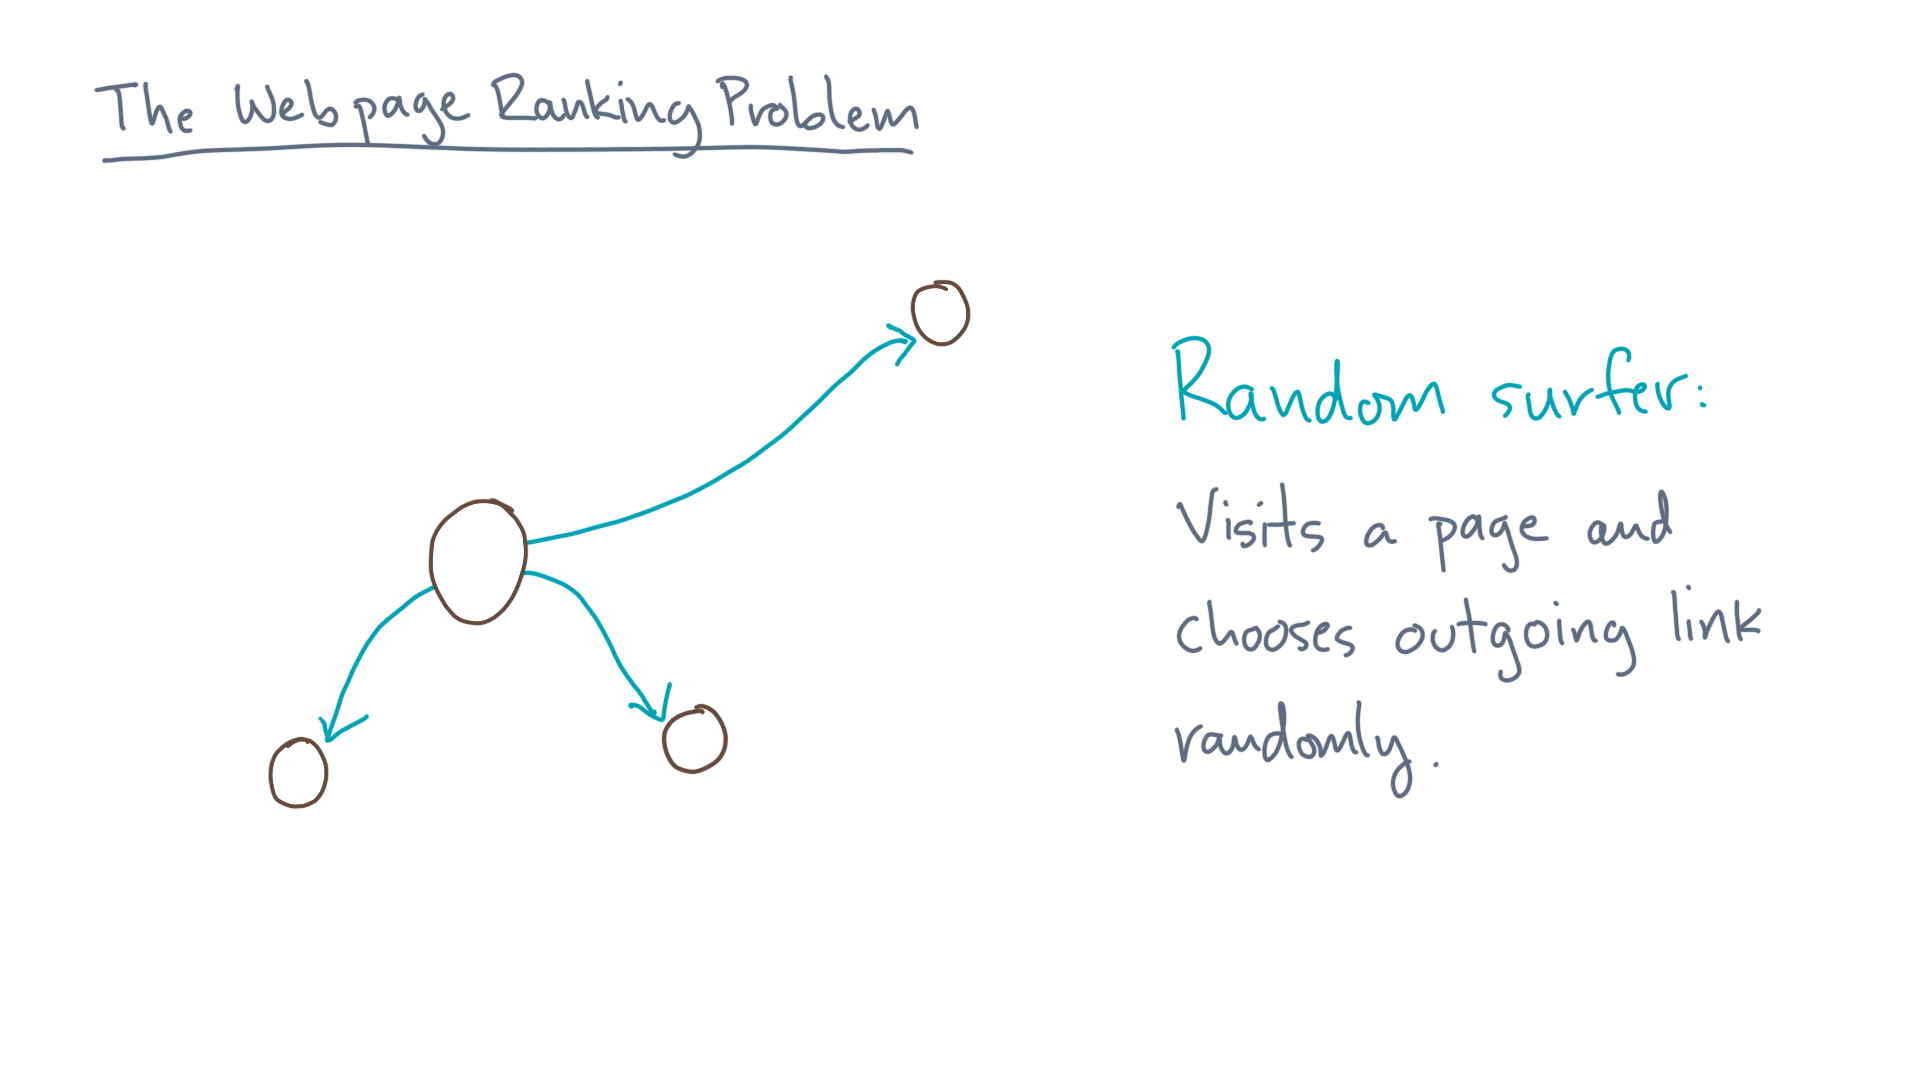 The Webpage Ranking Problem
Random surfer:
Visits a page and
chooses outgoing link
randomly.